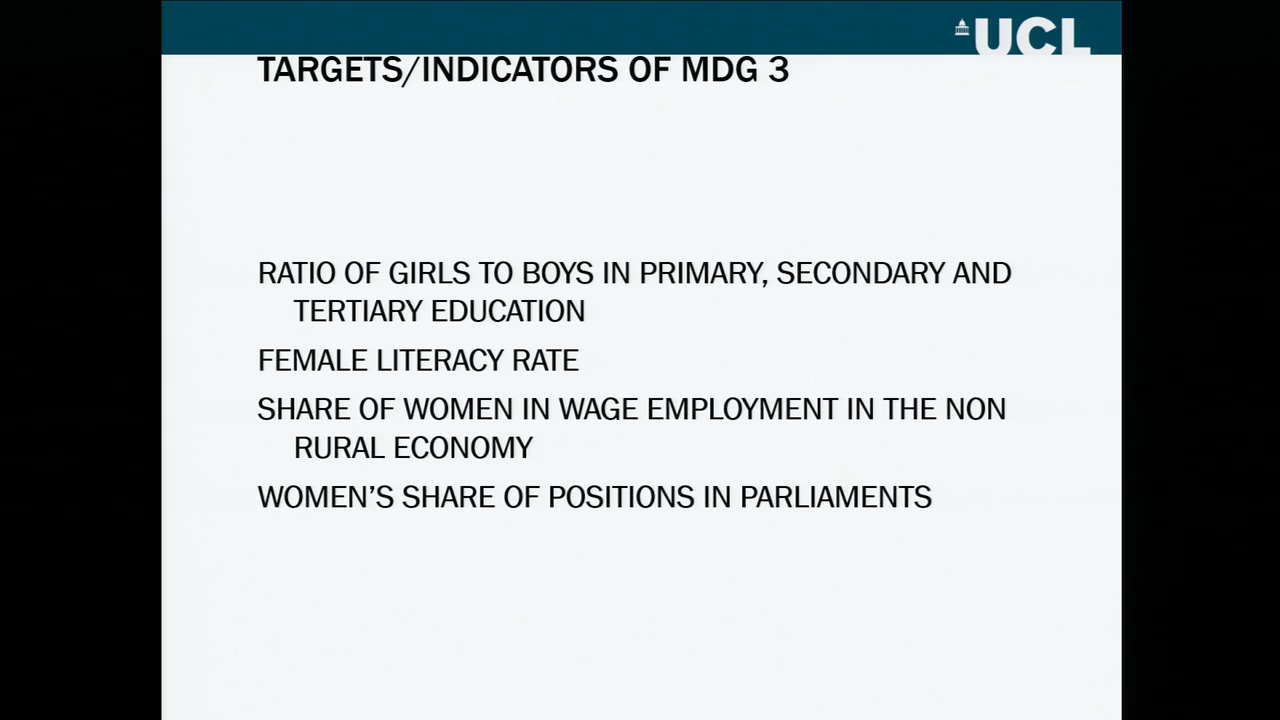 UCL
TARGETS/INDICATORS OF MDG 3
RATIO OF GIRLS TO BOYS IN PRIMARY, SECONDARY AND
TERTIARY EDUCATION
FEMALE LITERACY RATE
SHARE OF WOMEN IN WAGE EMPLOYMENT IN THE NON
RURAL ECONOMY
WOMEN’S SHARE OF POSITIONS IN PARLIAMENTS